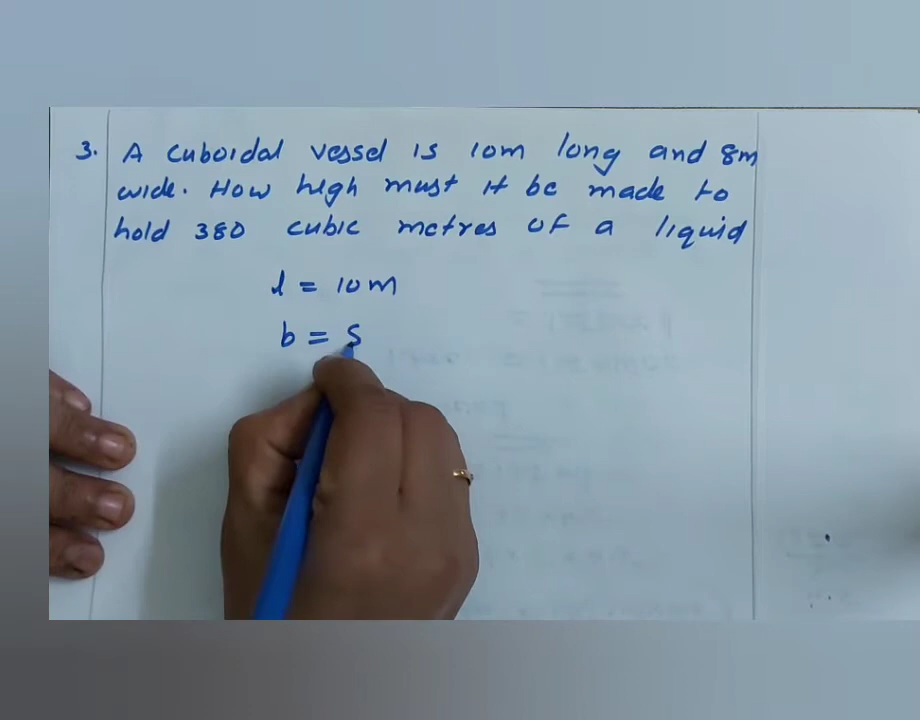 3. A cuboidal vessel is 10m long and 8m
wide. How high must it be made to
hold 380 cubic metres of a liquid
l = 10m
b =